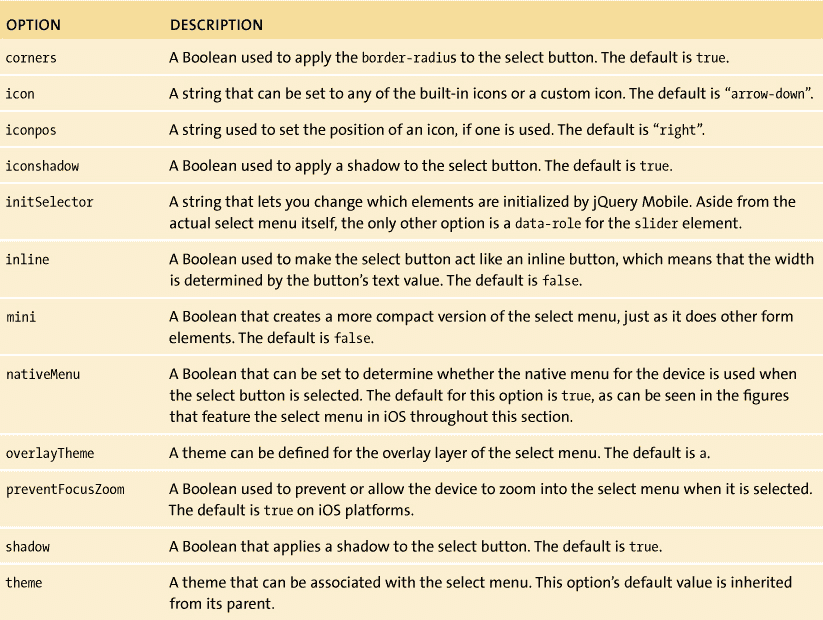 OPTION DESCRIPTION
corners A Boolean used to apply the border-radius to the select button. The default is true.
icon A string that can be set to any of the built-in icons or a custom icon. The default is “arrow-down”.
iconpos A string used to set the position of an icon, if one is used. The default is “right”.
iconshadow A Boolean used to apply a shadow to the select button. The default is true.
initSelector A string that lets you change which elements are initialized by jQuery Mobile. Aside from the
actual select menu itself, the only other option is a data-role for the slider element.
inline A Boolean used to make the select button act like an inline button, which means that the width
is determined by the button’s text value. The default is false.
mini A Boolean that creates a more compact version of the select menu, just as it does other form
elements. The default is false.
nativeMenu A Boolean that can be set to determine whether the native menu for the device is used when
the select button is selected. The default for this option is true, as can be seen in the figures
that feature the select menu in iOS throughout this section.
overlayTheme A theme can be defined for the overlay layer of the select menu. The default is a.
preventFocusZoom A Boolean used to prevent or allow the device to zoom into the select menu when it is selected.
The default is true on iOS platforms.
shadow A Boolean that applies a shadow to the select button. The default is true.
theme A theme that can be associated with the select menu. This option’s default value is inherited
from its parent.